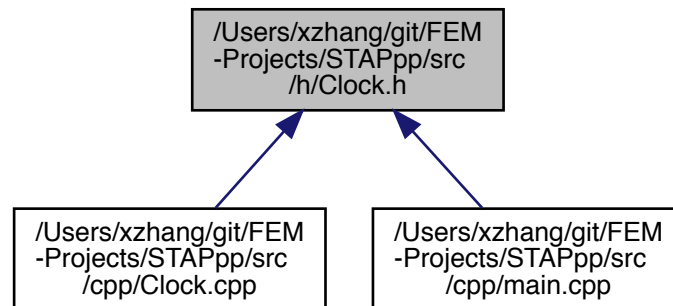 /Users/xzhang/git/FEM
-Projects/STAPpp/src
/h/Clock.h
/Users/xzhang/git/FEM
-Projects/STAPpp/src
/cpp/Clock.cpp
/Users/xzhang/git/FEM
-Projects/STAPpp/src
/cpp/main.cpp